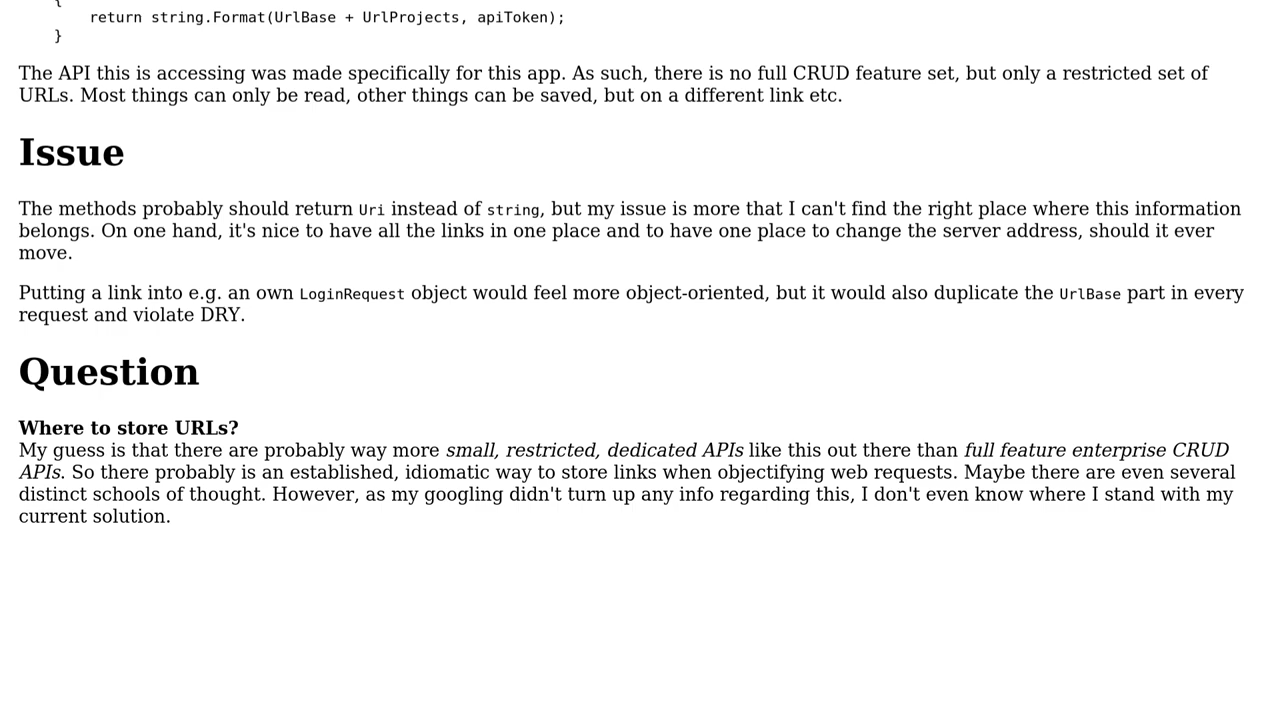 {
return string.Format(UrlBase + UrlProjects, apiToken);
}
The API this is accessing was made specifically for this app. As such, there is no full CRUD feature set, but only a restricted set of
URLs. Most things can only be read, other things can be saved, but on a different link etc.
Issue
The methods probably should return Uri instead of string, but my issue is more that I can't find the right place where this information
belongs. On one hand, it's nice to have all the links in one place and to have one place to change the server address, should it ever
move.
Putting a link into e.g. an own LoginRequest object would feel more object-oriented, but it would also duplicate the UrlBase part in every
request and violate DRY.
Question
Where to store URLs?
My guess is that there are probably way more small, restricted, dedicated APIs like this out there than full feature enterprise CRUD
APIs. So there probably is an established, idiomatic way to store links when objectifying web requests. Maybe there are even several
distinct schools of thought. However, as my googling didn't turn up any info regarding this, I don't even know where I stand with my
current solution.